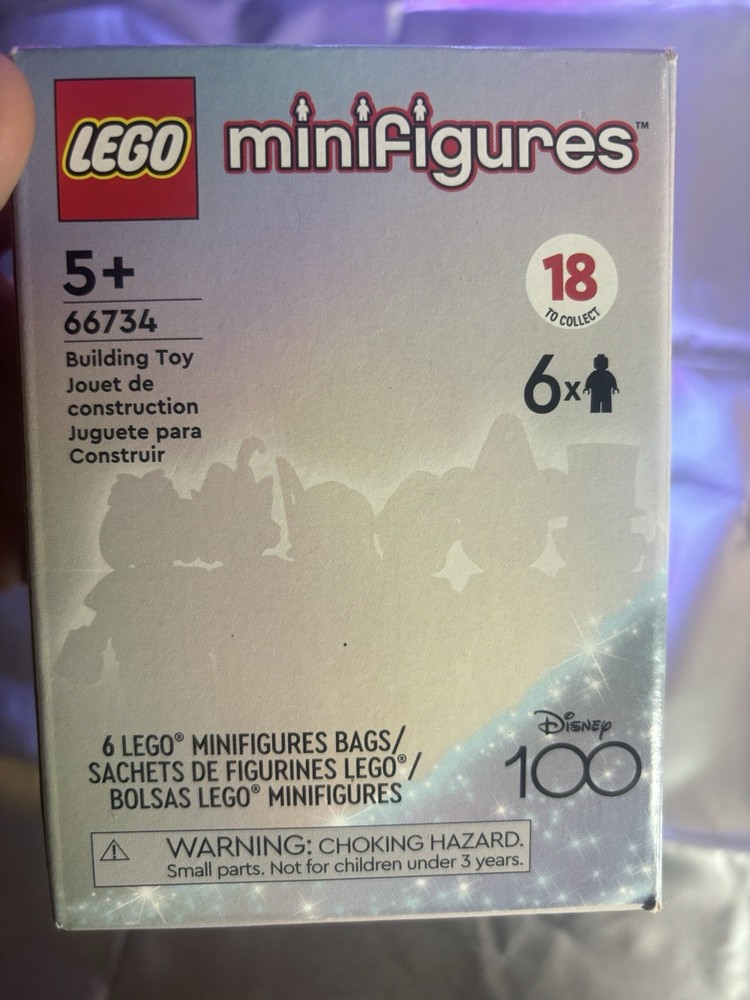 LEGO®
minifigures™
5+
66734
Building Toy
Jouet de
construction
Juguete para
Construir
18
TO COLLECT
6x
6 LEGO® MINIFIGURES BAGS/
SACHETS DE FIGURINES LEGO®/
BOLSAS LEGO® MINIFIGURES
Disney
100
WARNING: CHOKING HAZARD.
Small parts. Not for children under 3 years.